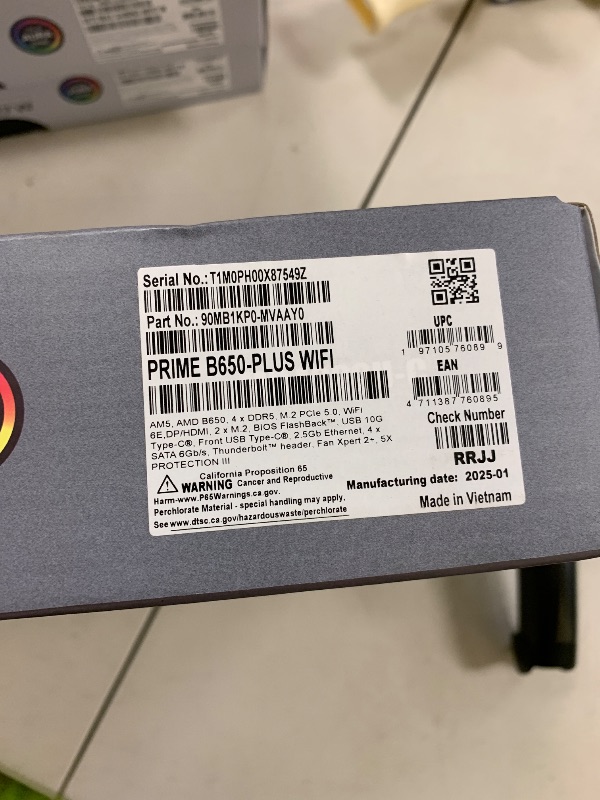 Serial No.: T1M0PH00X87549Z
Part No.: 90MB1KP0-MVAAY0
PRIME B650-PLUS WIFI
AM5, AMD B650, 4 x DDR5, M.2 PCIe 5.0, WiFi
6E,DP/HDMI, 2 x M.2, BIOS FlashBack™, USB 10G
Type-C®, Front USB Type-C®, 2.5Gb Ethernet, 4 x
SATA 6Gb/s, Thunderbolt™ header, Fan Xpert 2+, 5X
PROTECTION III
California Proposition 65
WARNING Cancer and Reproductive
Harm-www.P65Warnings.ca.gov.
Perchlorate Material - special handling may apply.
See www.dtsc.ca.gov/hazardouswaste/perchlorate
UPC
1 97105 76089 9
EAN
4 711387 760895
Check Number
RRJJ
Manufacturing date: 2025-01
Made in Vietnam